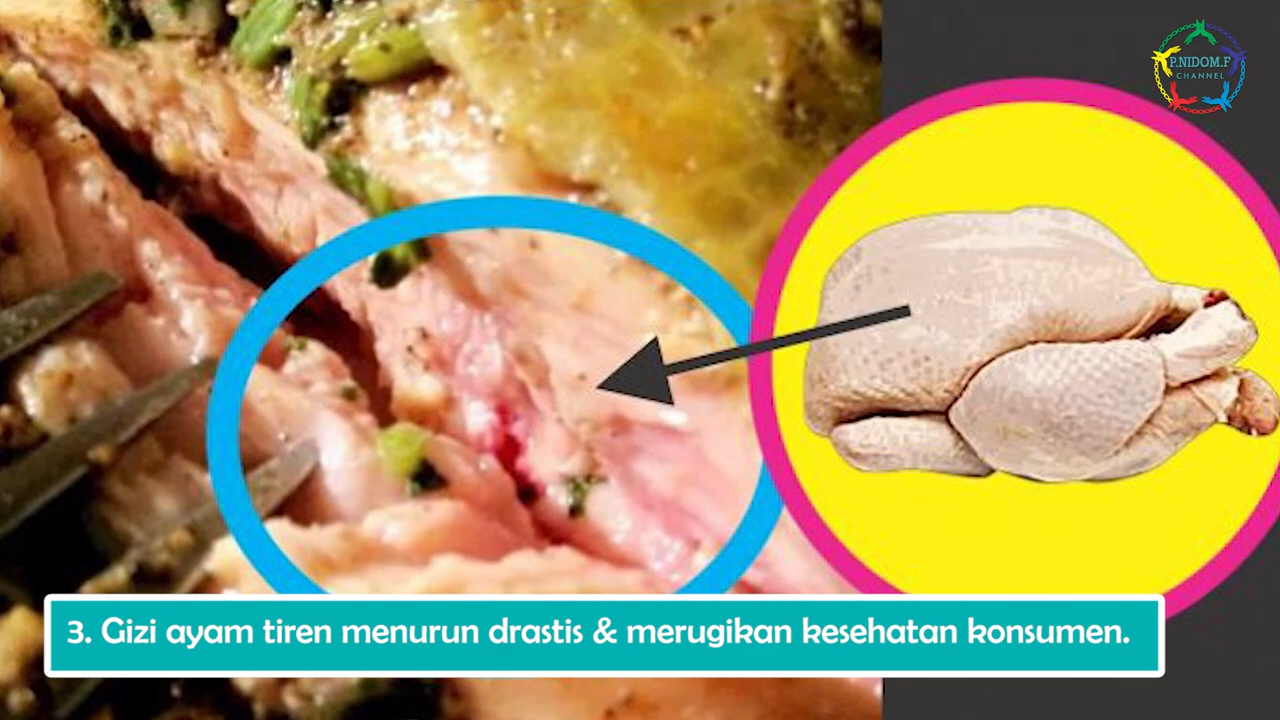 P.NIDOM.F
CHANNEL
3. Gizi ayam tiren menurun drastis & merugikan kesehatan konsumen.